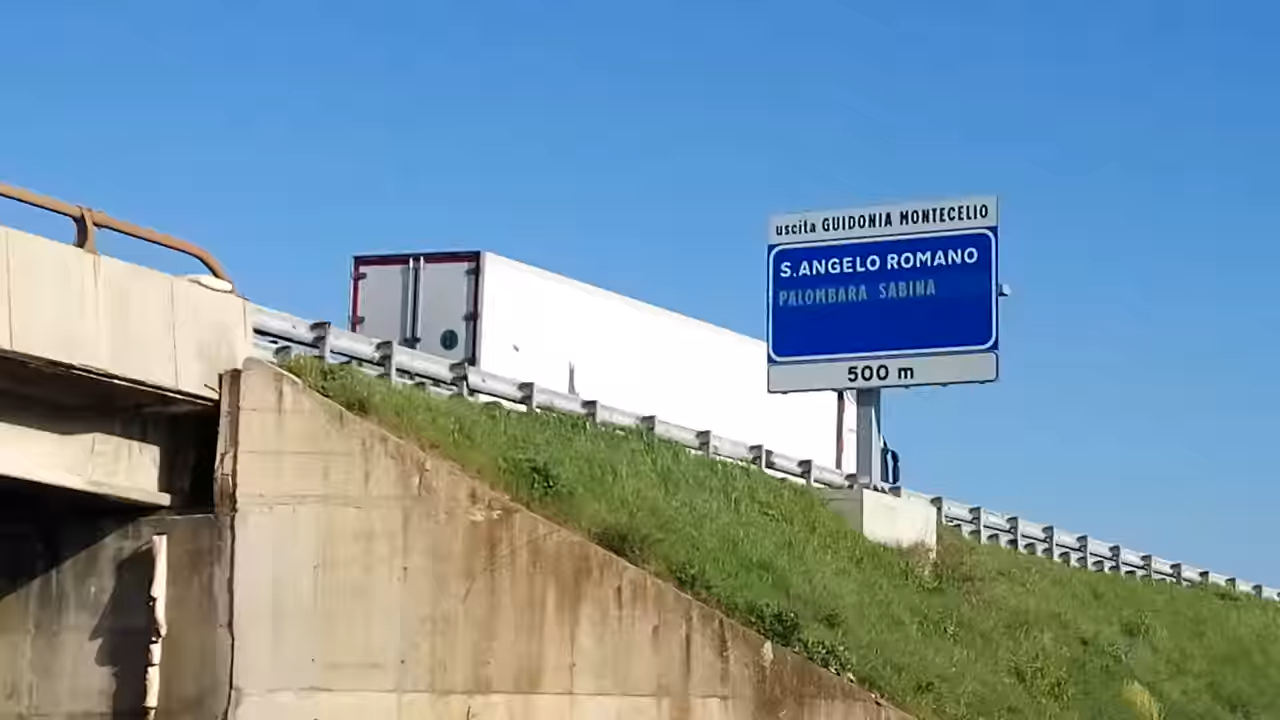 uscita GUIDONIA MONTECELIO
S.ANGELO ROMANO
PALOMBARA SABINA
500 m